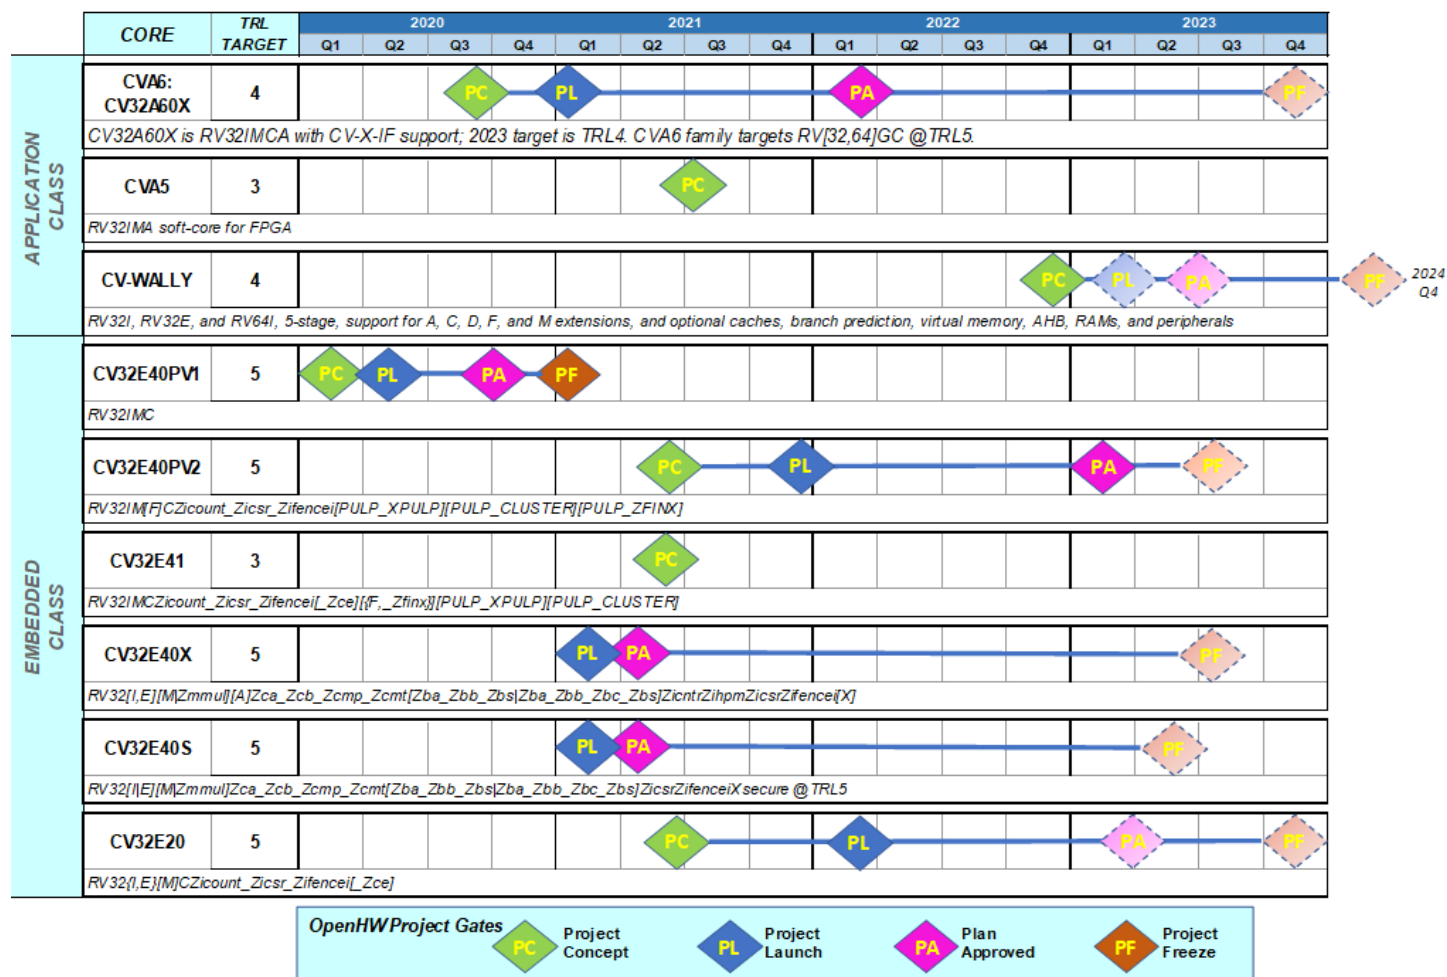 CORE TRL TARGET 2020 2021 2022 2023
Q1 Q2 Q3 Q4 Q1 Q2 Q3 Q4 Q1 Q2 Q3 Q4 Q1 Q2 Q3 Q4
APPLICATION CLASS
CVA6: CV32A60X 4 PC PL PA PF
CV32A60X is RV32IMCA with CV-X-IF support; 2023 target is TRL4. CVA6 family targets RV[32,64]GC @TRL5.
CVA5 3 PC
RV32IMA soft-core for FPGA
CV-WALLY 4 PC PL PA PF 2024 Q4
RV32I, RV32E, and RV64I, 5-stage, support for A, C, D, F, and M extensions, and optional caches, branch prediction, virtual memory, AHB, RAMs, and peripherals
EMBEDDED CLASS
CV32E40PV1 5 PC PL PA PF
RV32IMC
CV32E40PV2 5 PC PL PA PF
RV32IM[F]CZicount_Zicsr_Zifencei[PULP_XPULP][PULP_CLUSTER][PULP_ZFINX]
CV32E41 3 PC
RV32IMCZicount_Zicsr_Zifencei[_Zce][{F,_Zfinx}][PULP_XPULP][PULP_CLUSTER]
CV32E40X 5 PL PA PF
RV32[I,E][M|Zmmul][A]Zca_Zcb_Zcmp_Zcmt[Zba_Zbb_Zbs|Zba_Zbb_Zbc_Zbs]ZicntrZihpmZicsrZifencei[X]
CV32E40S 5 PL PA PF
RV32[I|E][M|Zmmul]Zca_Zcb_Zcmp_Zcmt[Zba_Zbb_Zbs|Zba_Zbb_Zbc_Zbs]ZicsrZifenceiXsecure @TRL5
CV32E20 5 PC PL PA PF
RV32{I,E}[M]CZicount_Zicsr_Zifencei[_Zce]
OpenHW Project Gates
PC Project Concept
PL Project Launch
PA Plan Approved
PF Project Freeze